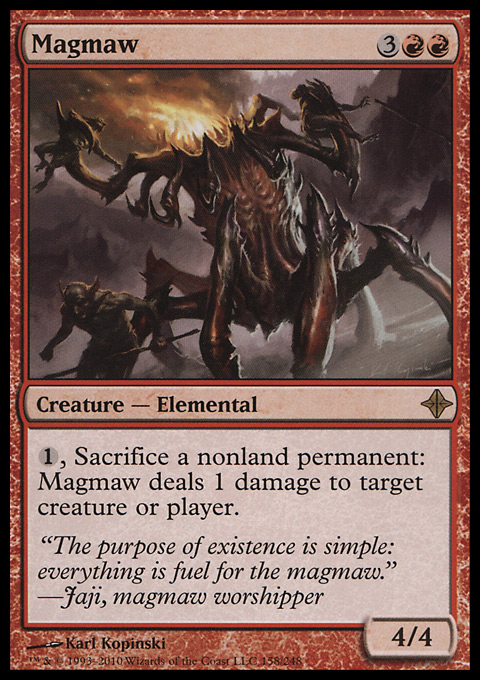 Magmaw 3
Creature — Elemental
1, Sacrifice a nonland permanent:
Magmaw deals 1 damage to target
creature or player.
“The purpose of existence is simple:
everything is fuel for the magmaw.”
—Jaji, magmaw worshipper
4/4
Karl Kopinski
™ & © 1993–2010 Wizards of the Coast LLC 158/248